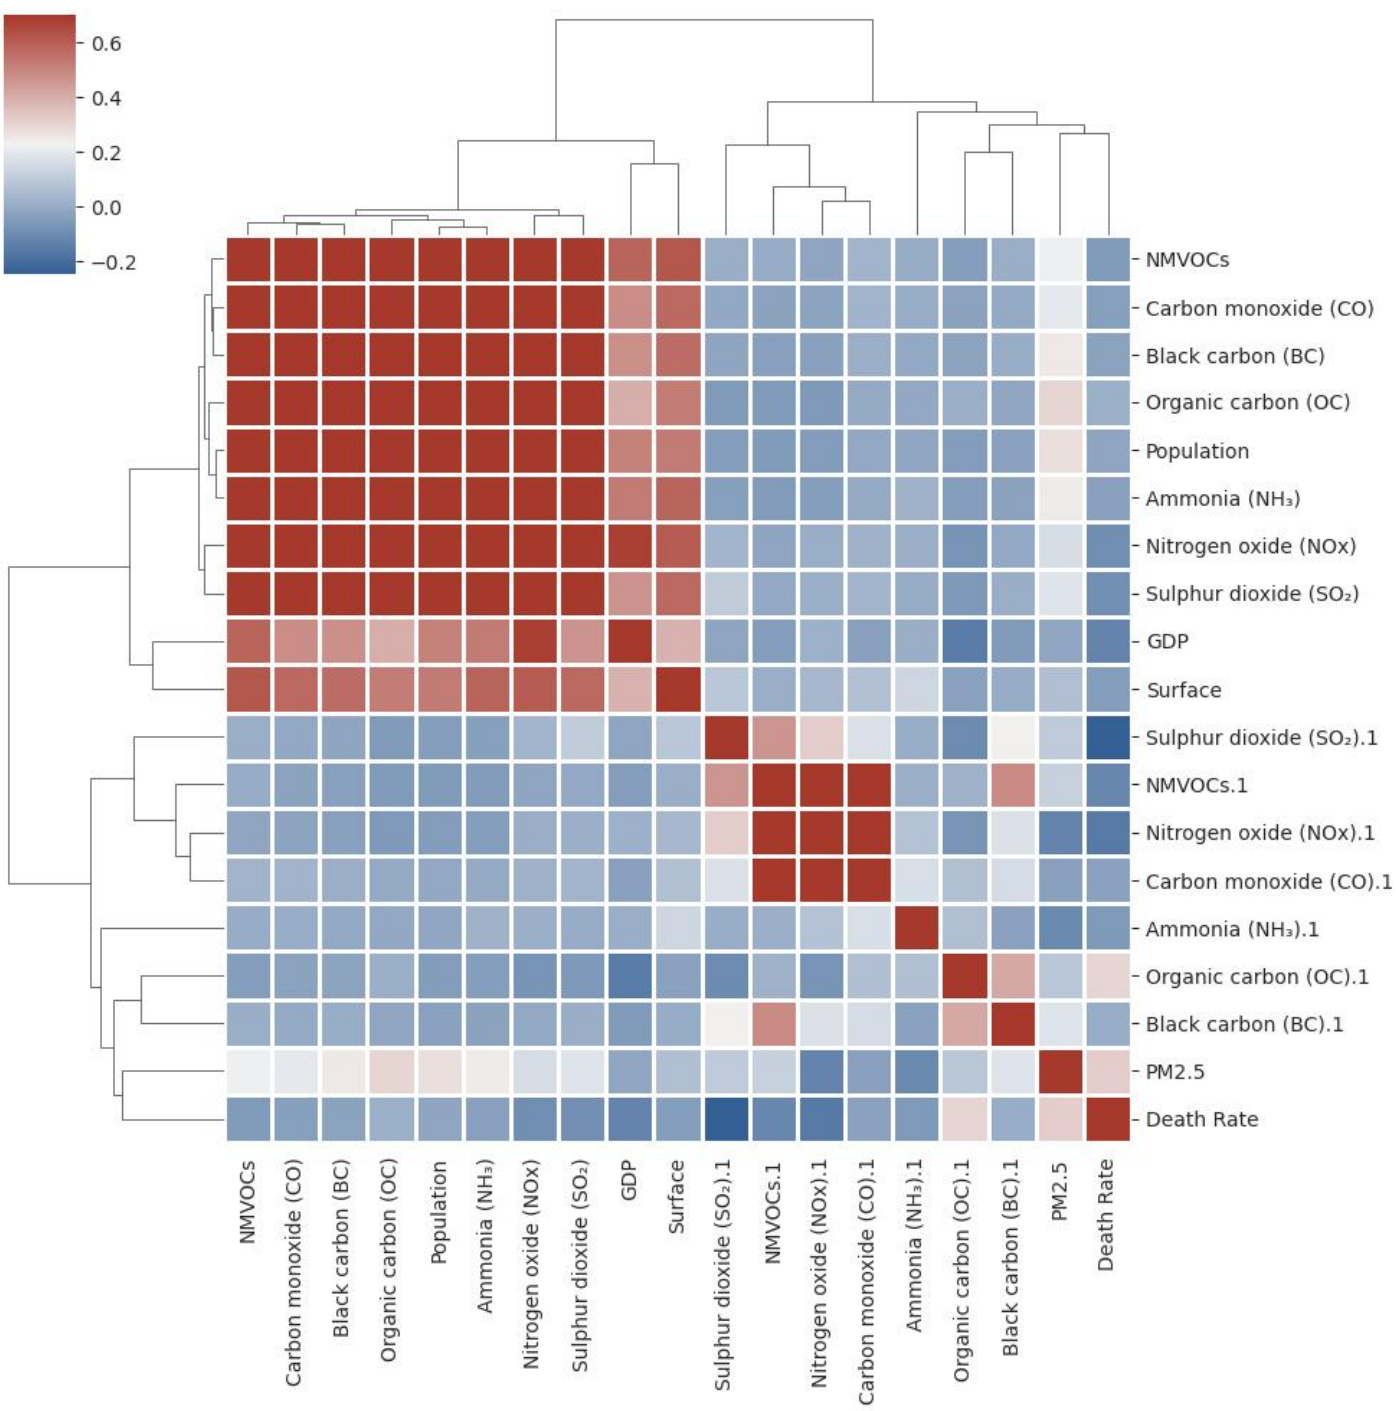 0.6
0.4
0.2
0.0
−0.2
NMVOCs
Carbon monoxide (CO)
Black carbon (BC)
Organic carbon (OC)
Population
Ammonia (NH₃)
Nitrogen oxide (NOx)
Sulphur dioxide (SO₂)
GDP
Surface
Sulphur dioxide (SO₂).1
NMVOCs.1
Nitrogen oxide (NOx).1
Carbon monoxide (CO).1
Ammonia (NH₃).1
Organic carbon (OC).1
Black carbon (BC).1
PM2.5
Death Rate
NMVOCs
Carbon monoxide (CO)
Black carbon (BC)
Organic carbon (OC)
Population
Ammonia (NH₃)
Nitrogen oxide (NOx)
Sulphur dioxide (SO₂)
GDP
Surface
Sulphur dioxide (SO₂).1
NMVOCs.1
Nitrogen oxide (NOx).1
Carbon monoxide (CO).1
Ammonia (NH₃).1
Organic carbon (OC).1
Black carbon (BC).1
PM2.5
Death Rate